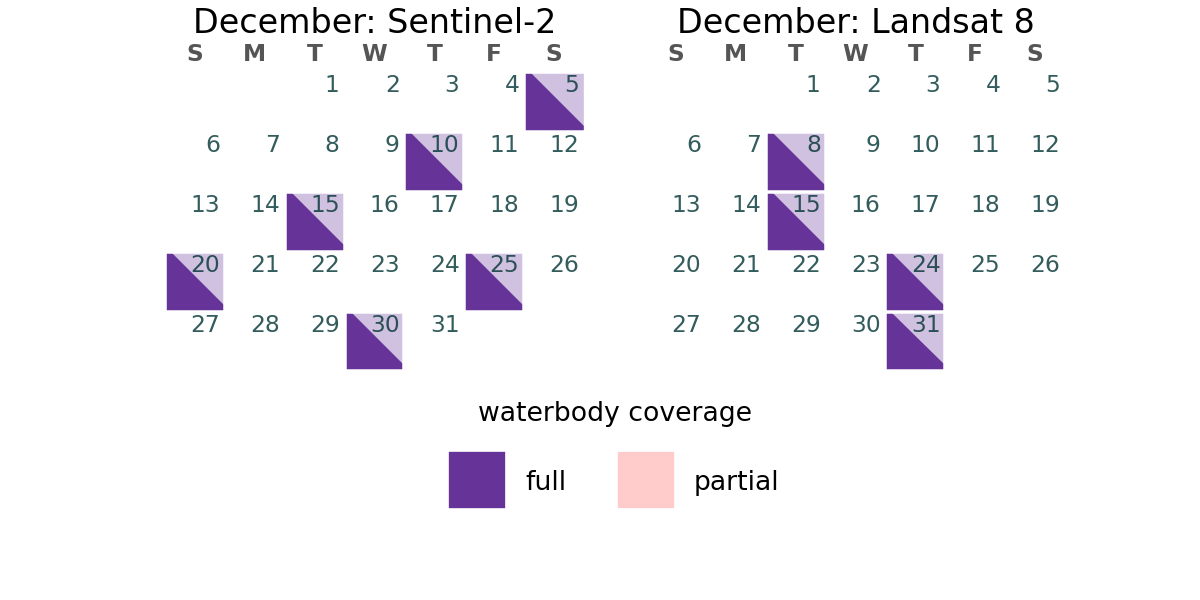 December: Sentinel-2
S M T W T F S
1 2 3 4 5
6 7 8 9 10 11 12
13 14 15 16 17 18 19
20 21 22 23 24 25 26
27 28 29 30 31
December: Landsat 8
S M T W T F S
1 2 3 4 5
6 7 8 9 10 11 12
13 14 15 16 17 18 19
20 21 22 23 24 25 26
27 28 29 30 31
waterbody coverage
full partial